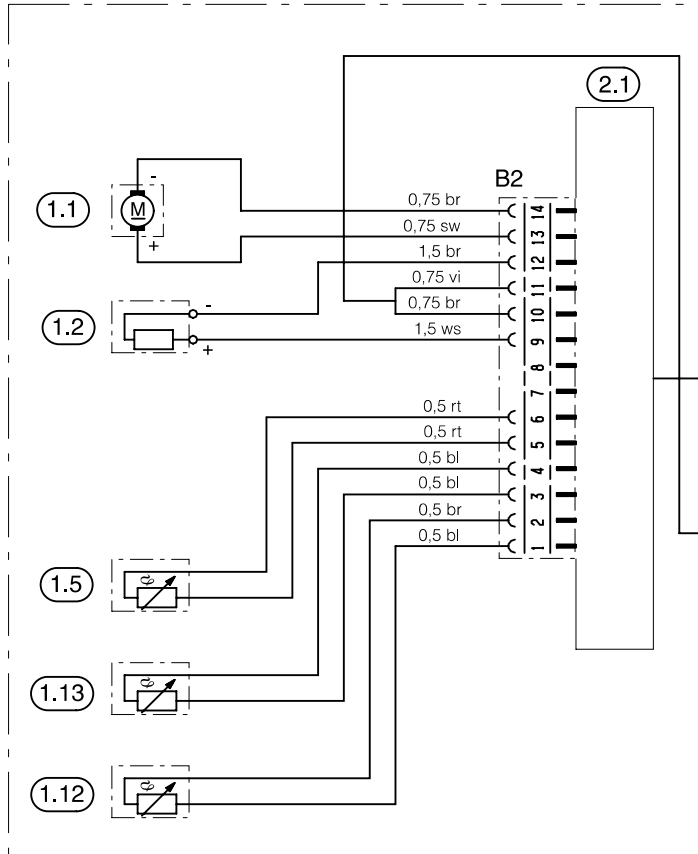 2.1
B2
1.1
-
M
+
0,75 br
14
0,75 sw
13
1,5 br
12
0,75 vi
11
0,75 br
10
1.2
-
+
1,5 ws
9
8
7
0,5 rt
6
0,5 rt
5
0,5 bl
4
0,5 bl
3
0,5 br
2
0,5 bl
1
1.5
ϑ
1.13
ϑ
1.12
ϑ